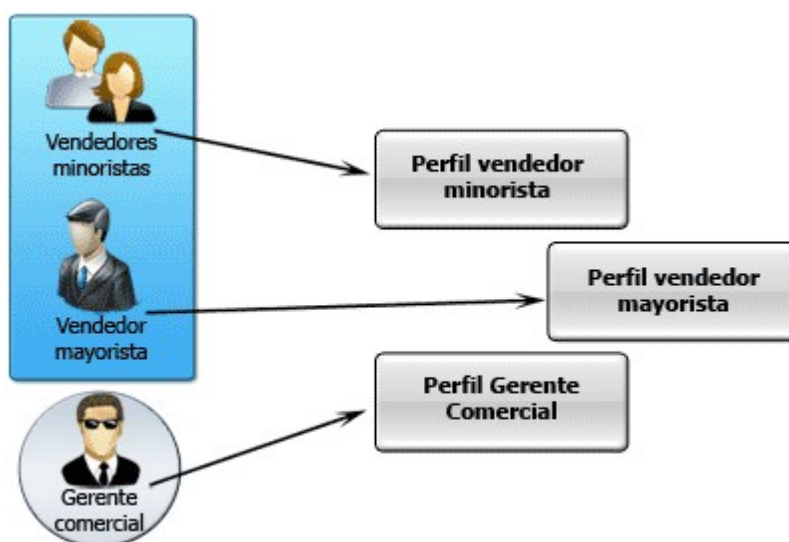 Vendedores
minoristas
Perfil vendedor
minorista
Vendedor
mayorista
Perfil vendedor
mayorista
Gerente
comercial
Perfil Gerente
Comercial